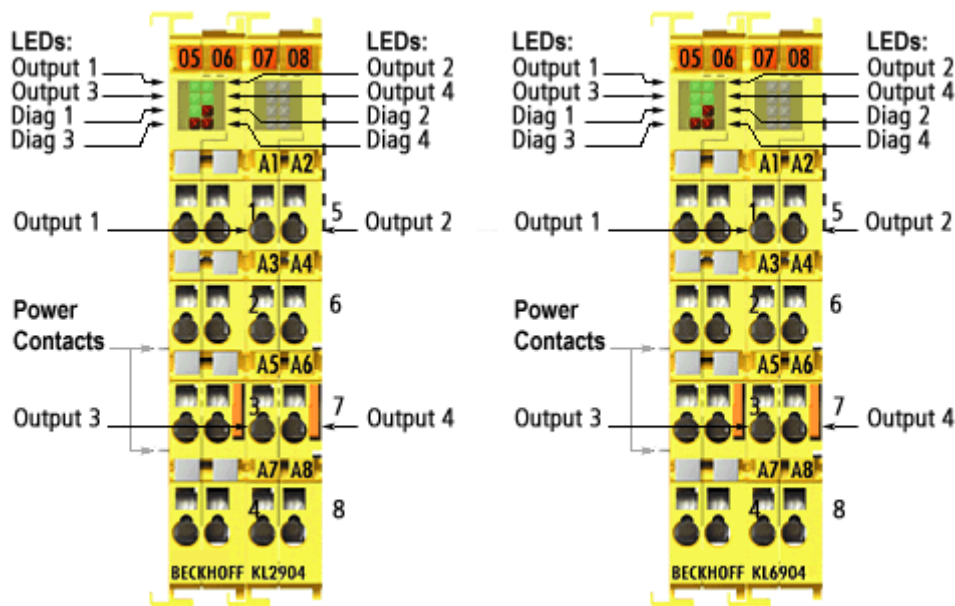 LEDs:
Output 1
Output 3
Diag 1
Diag 3
05 06 07 08
LEDs:
Output 2
Output 4
Diag 2
Diag 4
A1 A2
Output 1
1
5
Output 2
A3 A4
Power
Contacts
2
6
A5 A6
Output 3
3
7
Output 4
A7 A8
4
8
BECKHOFF KL2904
LEDs:
Output 1
Output 3
Diag 1
Diag 3
05 06 07 08
LEDs:
Output 2
Output 4
Diag 2
Diag 4
A1 A2
Output 1
1
5
Output 2
A3 A4
Power
Contacts
2
6
A5 A6
Output 3
3
7
Output 4
A7 A8
4
8
BECKHOFF KL6904